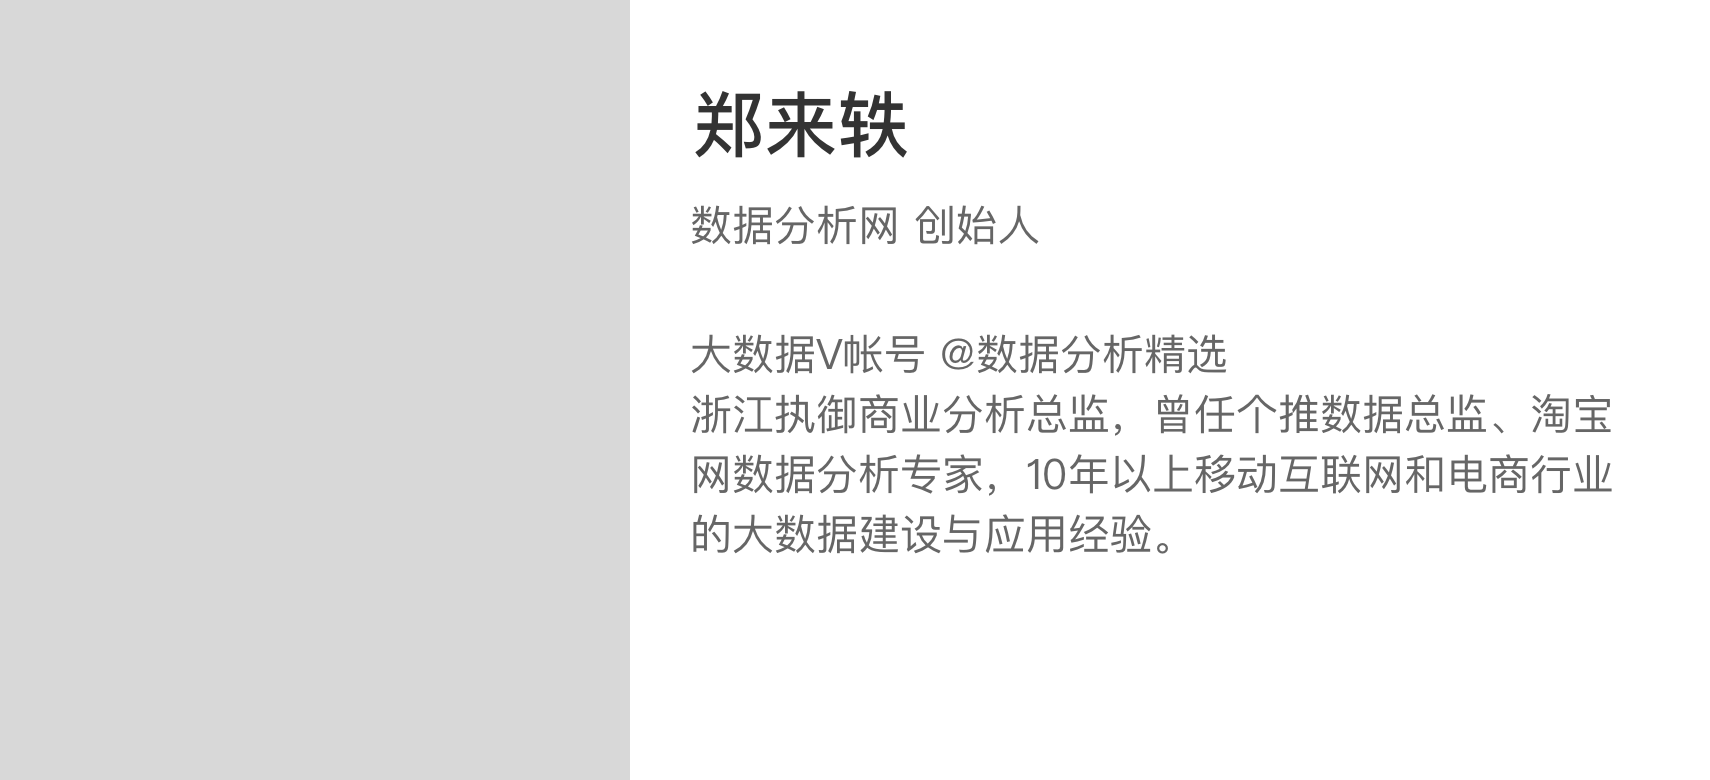 郑来轶
数据分析网 创始人
大数据V帐号 @数据分析精选
浙江执御商业分析总监，曾任个推数据总监、淘宝
网数据分析专家，10年以上移动互联网和电商行业
的大数据建设与应用经验。